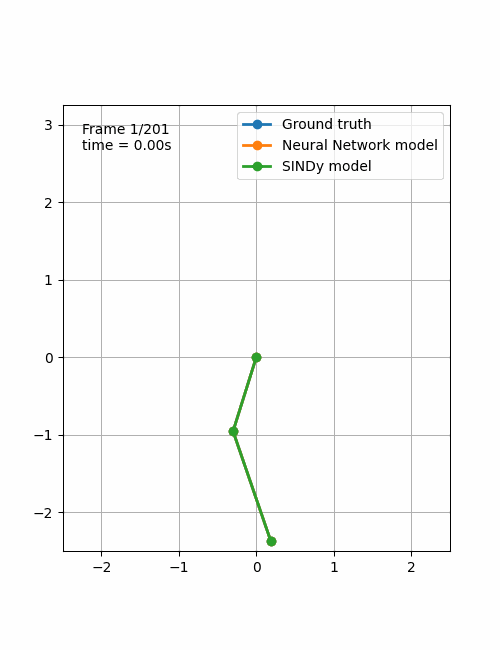 Frame 1/201
time = 0.00s
Ground truth
Neural Network model
SINDy model
3
2
1
0
−1
−2
−2
−1
0
1
2